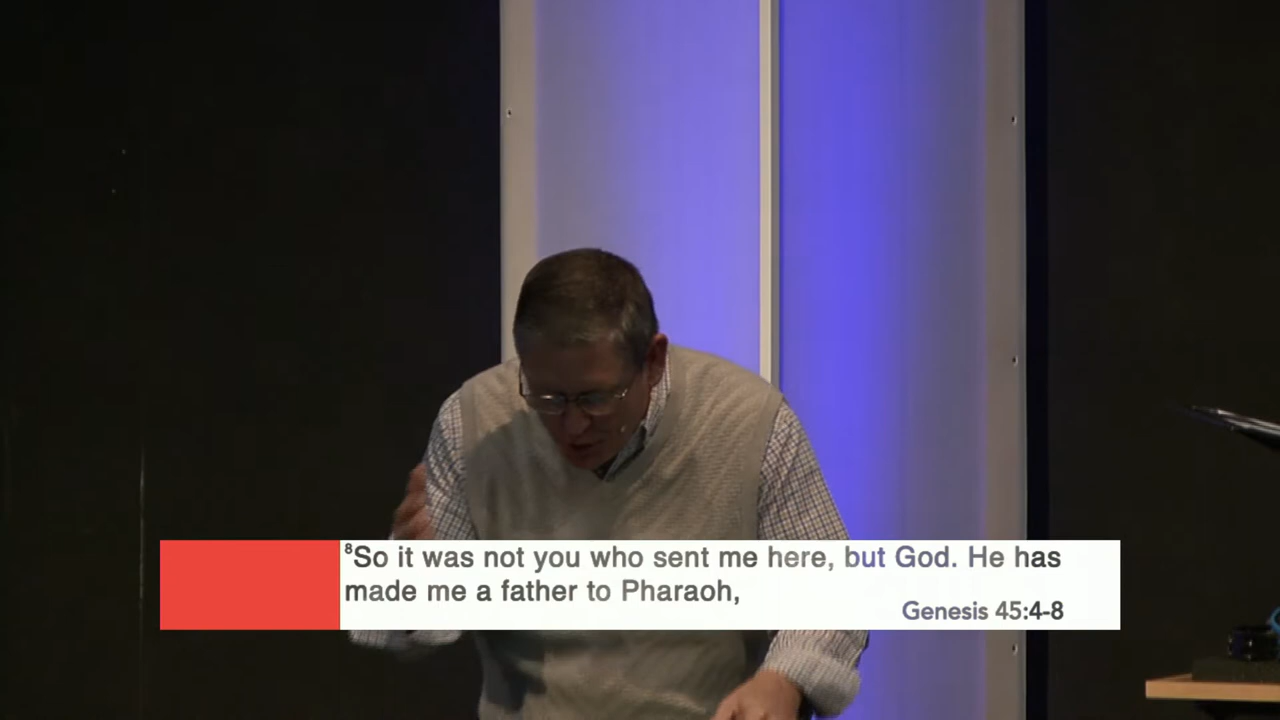 ⁸So it was not you who sent me here, but God. He has
made me a father to Pharaoh,
Genesis 45:4-8